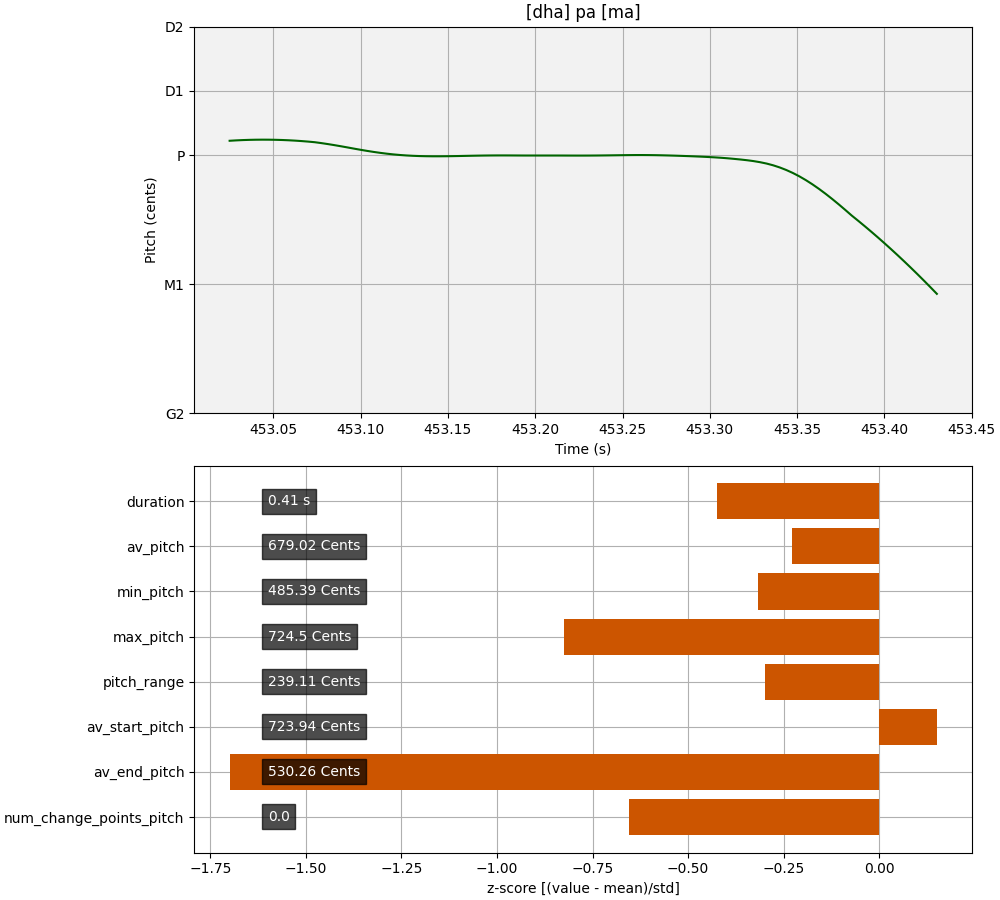 [dha] pa [ma]
D2
D1
P
M1
G2
Pitch (cents)
453.05 453.10 453.15 453.20 453.25 453.30 453.35 453.40 453.45
Time (s)
duration 0.41 s
av_pitch 679.02 Cents
min_pitch 485.39 Cents
max_pitch 724.5 Cents
pitch_range 239.11 Cents
av_start_pitch 723.94 Cents
av_end_pitch 530.26 Cents
num_change_points_pitch 0.0
−1.75 −1.50 −1.25 −1.00 −0.75 −0.50 −0.25 0.00
z-score [(value - mean)/std]